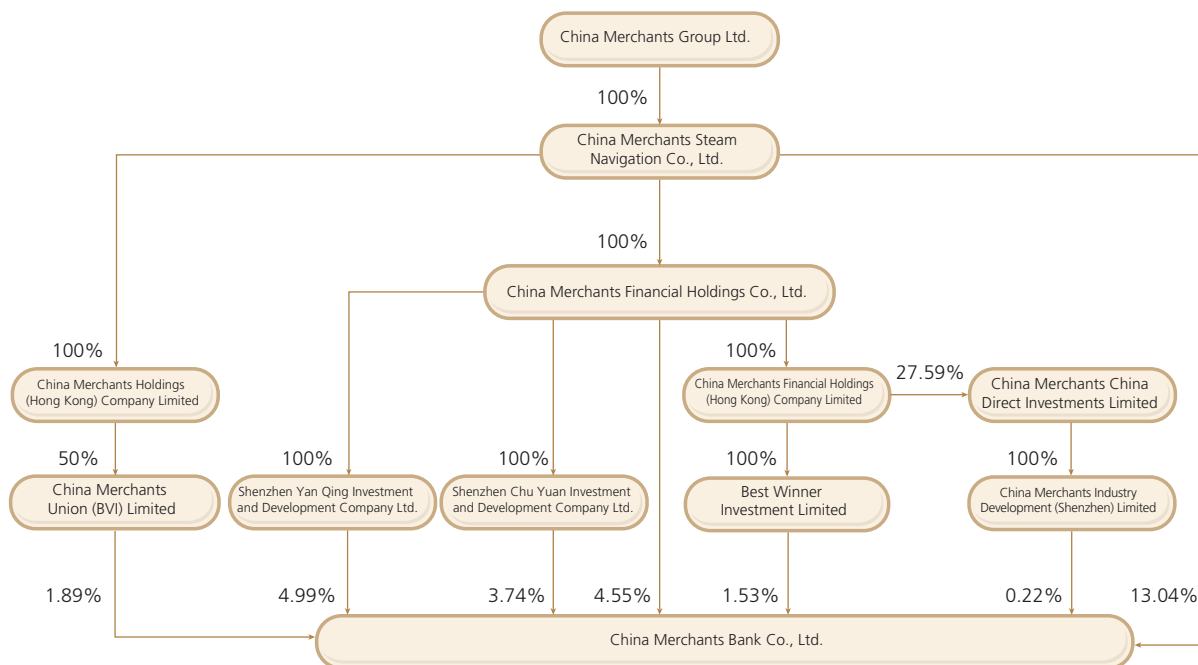 China Merchants Group Ltd.
100%
China Merchants Steam
Navigation Co., Ltd.
100%
China Merchants Financial Holdings Co., Ltd.
100%
100%
27.59%
China Merchants Holdings
(Hong Kong) Company Limited
China Merchants Financial Holdings
(Hong Kong) Company Limited
China Merchants China
Direct Investments Limited
50%
100%
100%
100%
100%
China Merchants
Union (BVI) Limited
Shenzhen Yan Qing Investment
and Development Company Ltd.
Shenzhen Chu Yuan Investment
and Development Company Ltd.
Best Winner
Investment Limited
China Merchants Industry
Development (Shenzhen) Limited
1.89%
4.99%
3.74%
4.55%
1.53%
0.22%
13.04%
China Merchants Bank Co., Ltd.